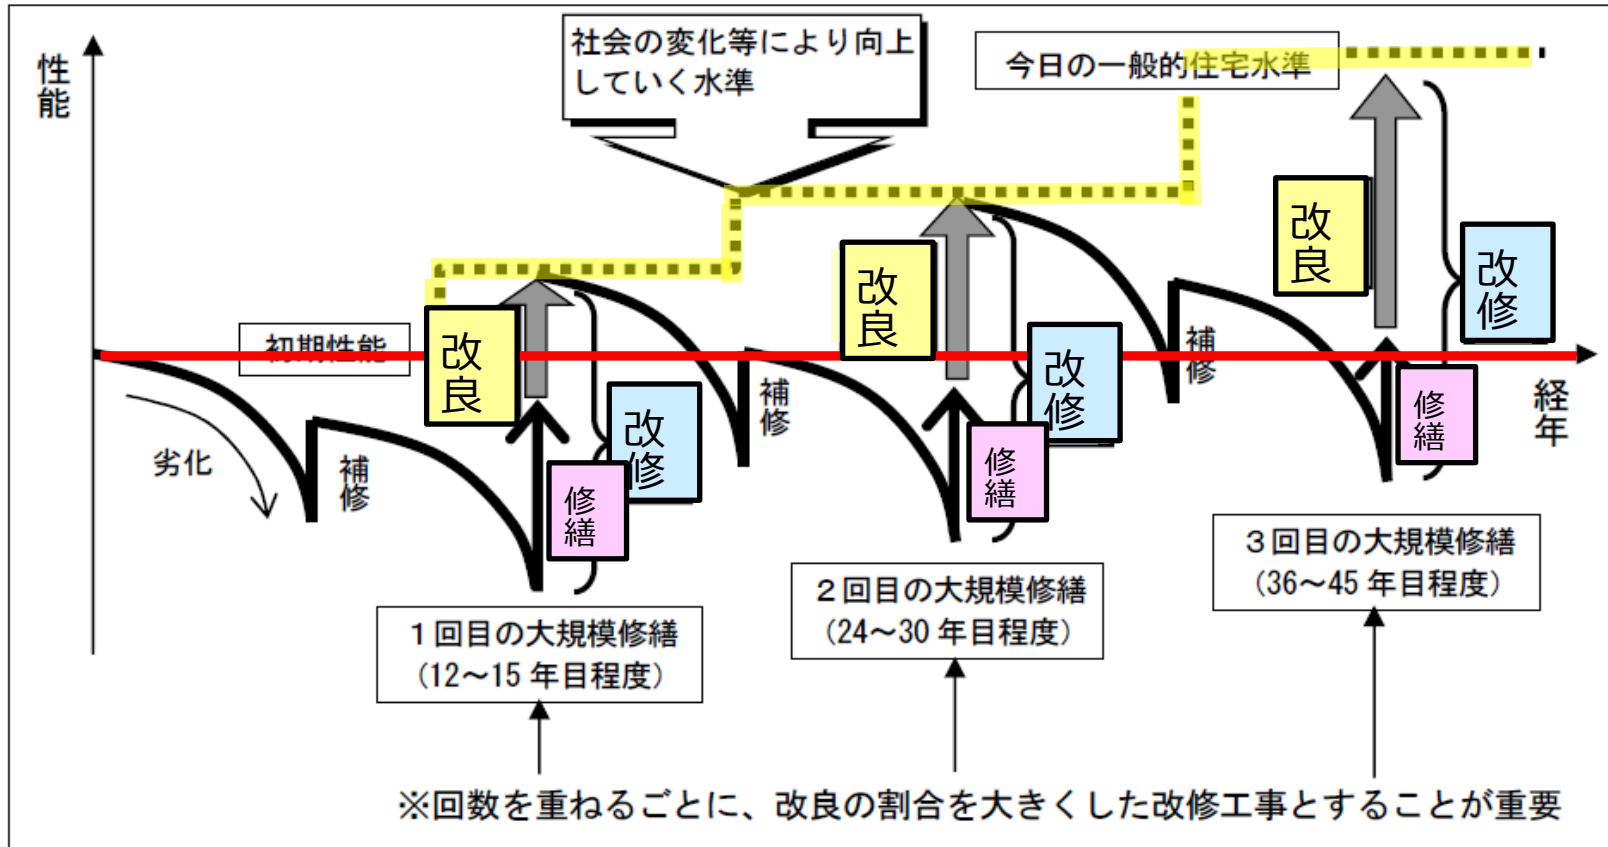 性能
社会の変化等により向上
していく水準
今日の一般的住宅水準
初期性能
劣化
補修
改良
修繕
改修
補修
改良
修繕
改修
補修
改良
修繕
改修
経年
1回目の大規模修繕
(12～15年目程度)
2回目の大規模修繕
(24～30年目程度)
3回目の大規模修繕
(36～45年目程度)
※回数を重ねるごとに、改良の割合を大きくした改修工事とすることが重要